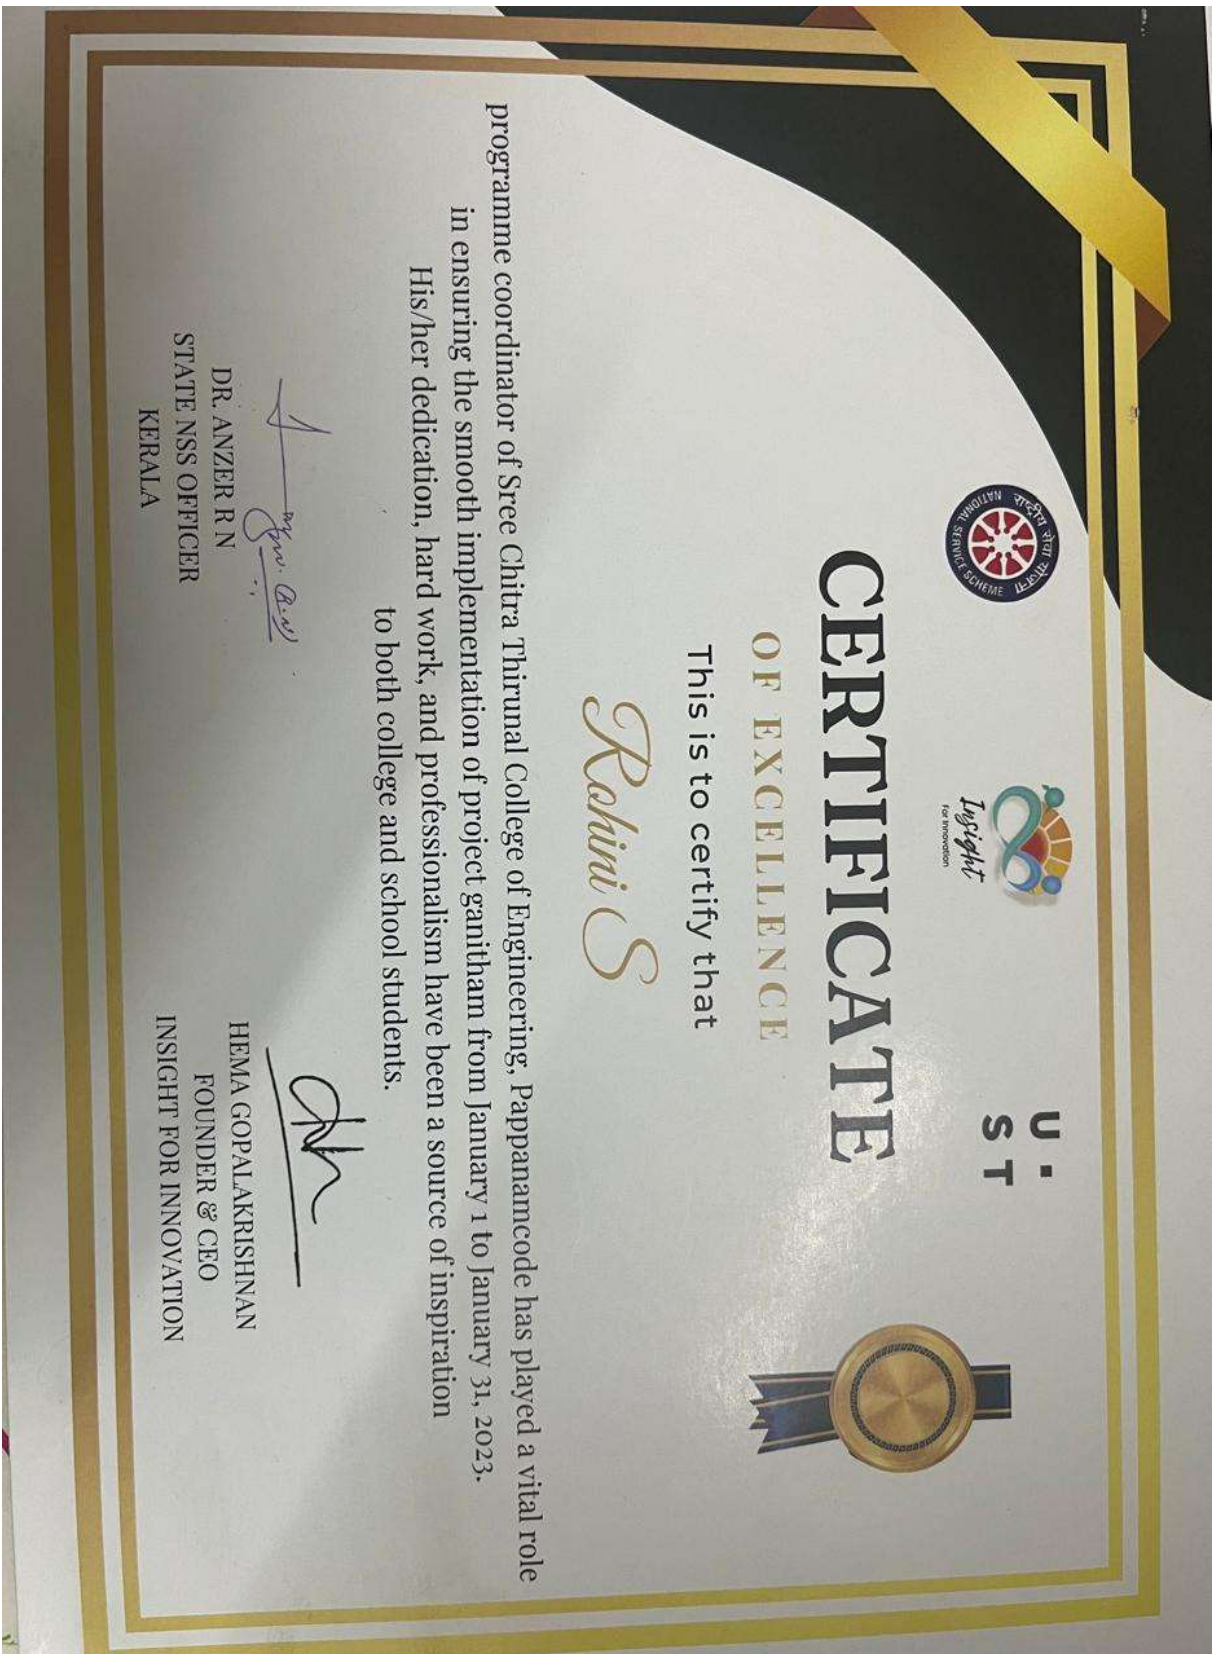 राष्ट्रीय सेवा योजना
NATIONAL SERVICE SCHEME
Insight
For Innovation
U
ST
CERTIFICATE
OF EXCELLENCE
This is to certify that
Rohini S
programme coordinator of Sree Chitra Thirunal College of Engineering, Pappanamcode has played a vital role
in ensuring the smooth implementation of project ganitham from January 1 to January 31, 2023.
His/her dedication, hard work, and professionalism have been a source of inspiration
to both college and school students.
DR. ANZER R N
STATE NSS OFFICER
KERALA
HEMA GOPALAKRISHNAN
FOUNDER & CEO
INSIGHT FOR INNOVATION